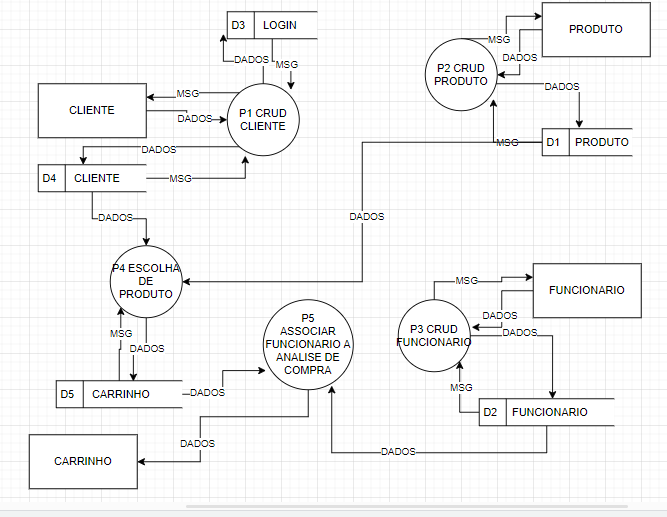 D3 LOGIN
DADOS
MSG
CLIENTE
MSG
DADOS
P1 CRUD
CLIENTE
DADOS
D4 CLIENTE
MSG
PRODUTO
MSG
DADOS
P2 CRUD
PRODUTO
DADOS
MSG
D1 PRODUTO
DADOS
DADOS
P4 ESCOLHA
DE
PRODUTO
MSG
DADOS
D5 CARRINHO
DADOS
P5
ASSOCIAR
FUNCIONARIO A
ANALISE DE
COMPRA
DADOS
CARRINHO
MSG
FUNCIONARIO
DADOS
P3 CRUD
FUNCIONARIO
DADOS
MSG
D2 FUNCIONARIO
DADOS